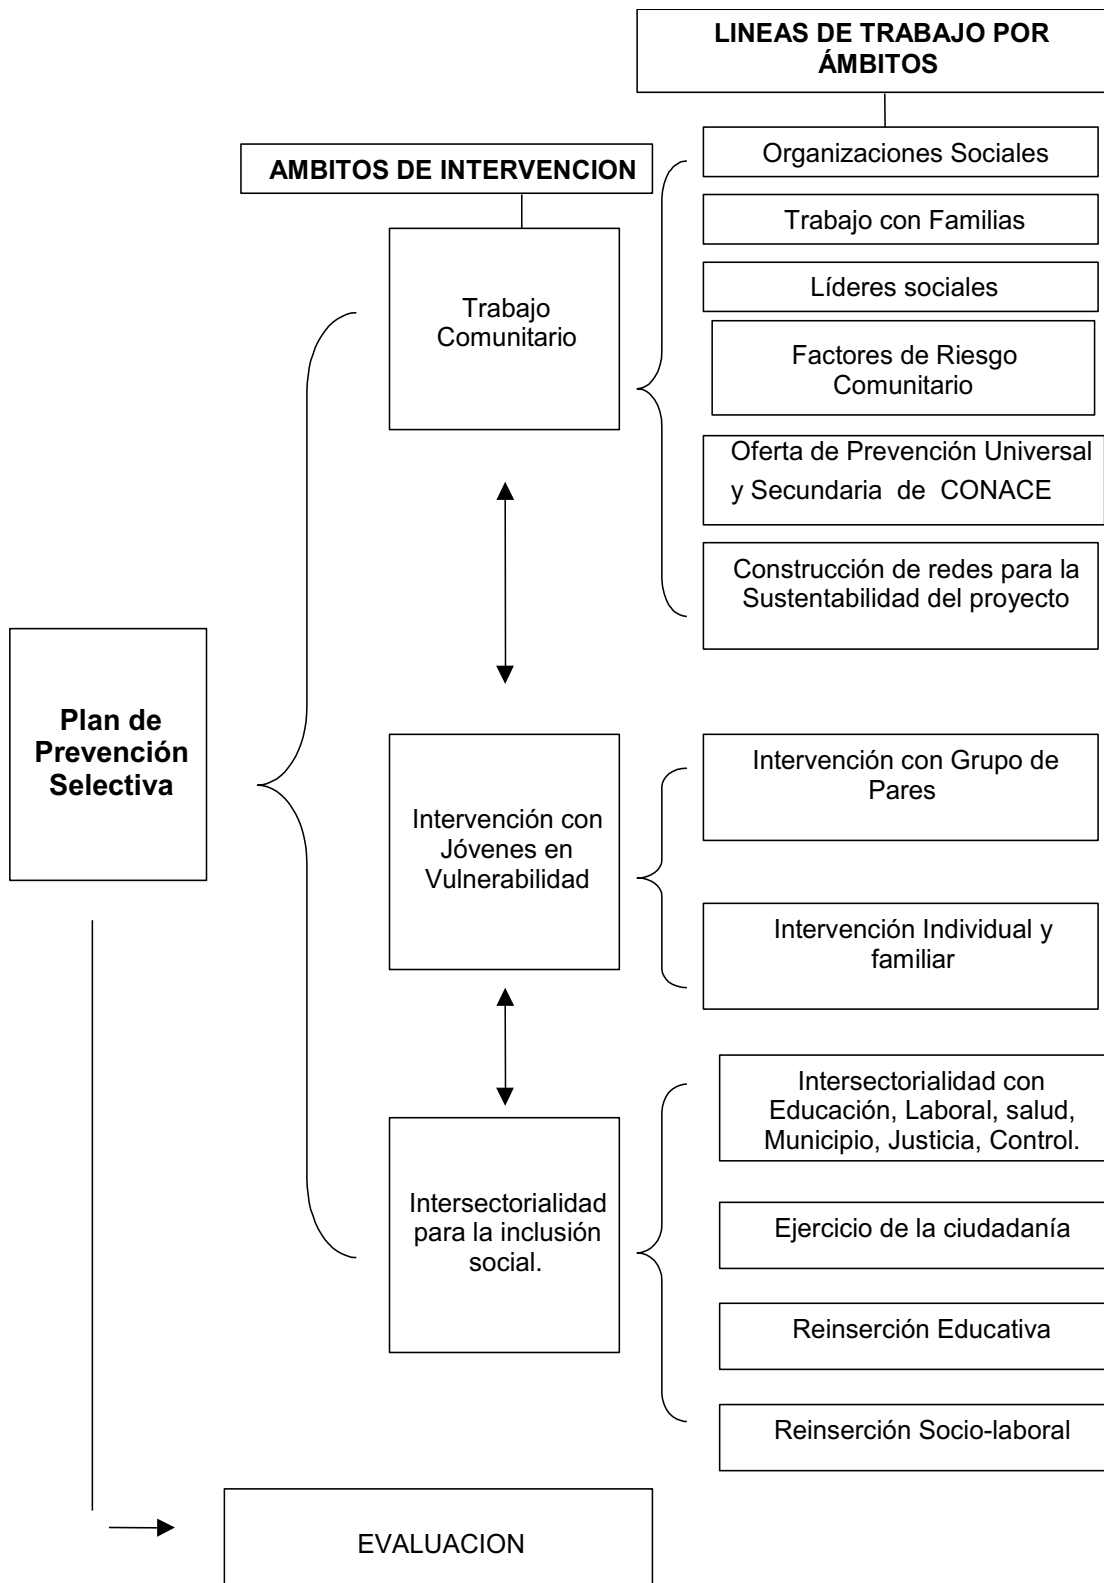 LINEAS DE TRABAJO POR
ÁMBITOS
AMBITOS DE INTERVENCION
Organizaciones Sociales
Trabajo con Familias
Líderes sociales
Trabajo
Comunitario
Factores de Riesgo
Comunitario
Oferta de Prevención Universal
y Secundaria de CONACE
Construcción de redes para la
Sustentabilidad del proyecto
Plan de
Prevención
Selectiva
Intervención con
Jóvenes en
Vulnerabilidad
Intervención con Grupo de
Pares
Intervención Individual y
familiar
Intersectorialidad
para la inclusión
social.
Intersectorialidad con
Educación, Laboral, salud,
Municipio, Justicia, Control.
Ejercicio de la ciudadanía
Reinserción Educativa
Reinserción Socio-laboral
EVALUACION